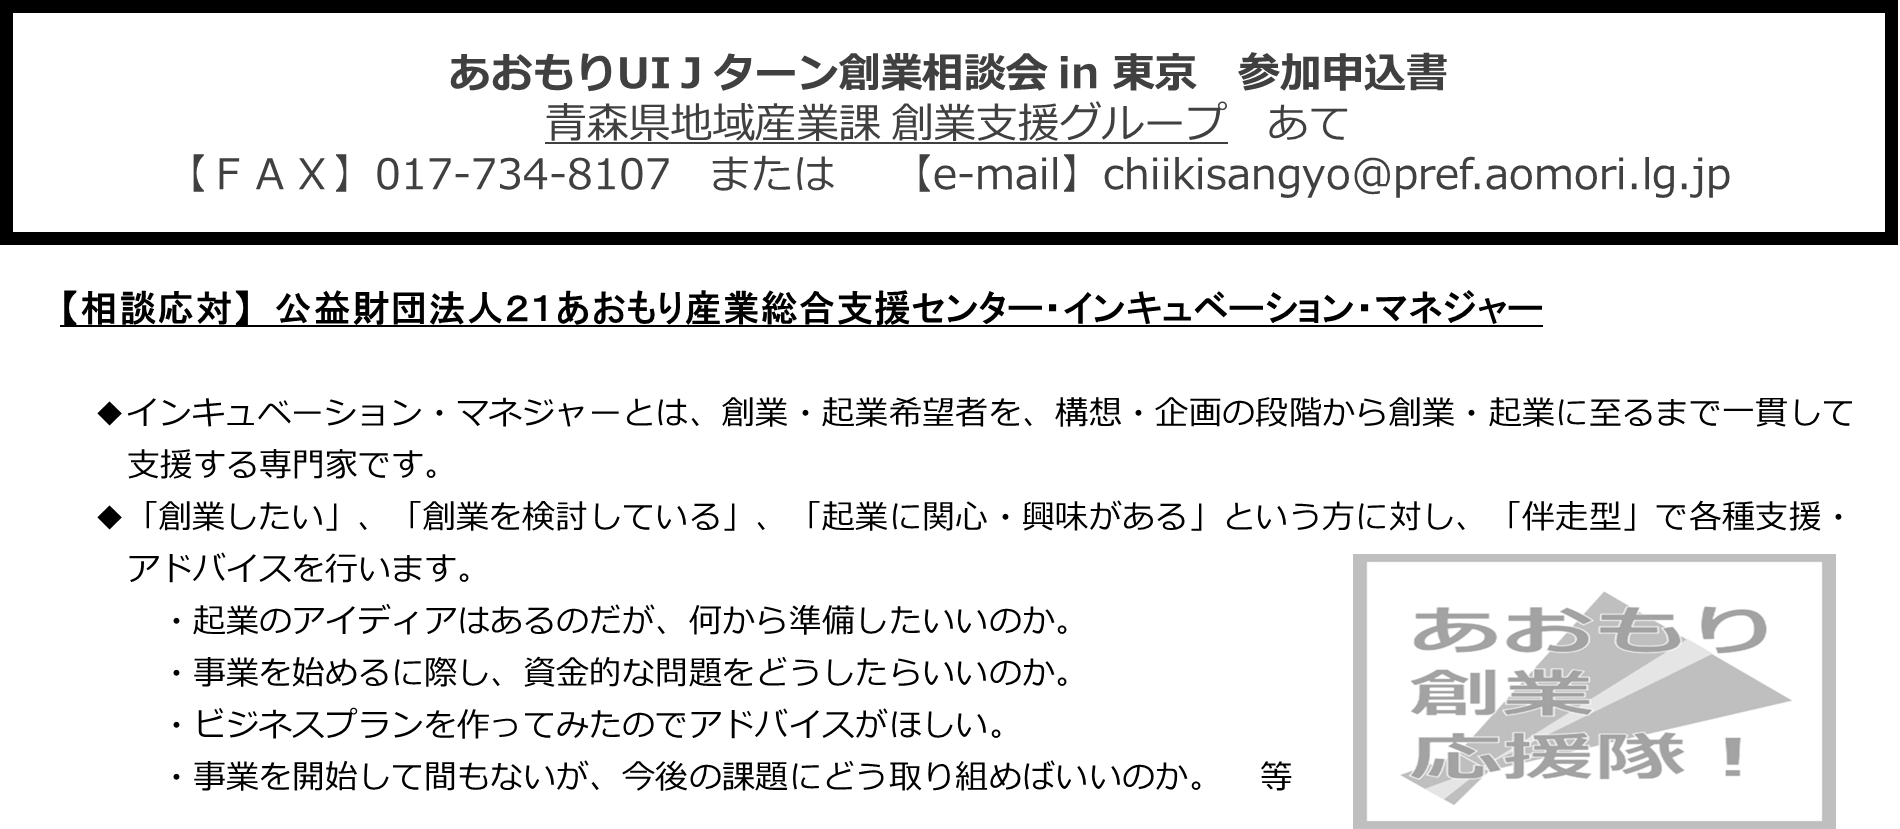 あおもりUIJターン創業相談会 in 東京　参加申込書
青森県地域産業課 創業支援グループ　あて
【ＦＡＸ】017-734-8107　または　【e-mail】chiikisangyo@pref.aomori.lg.jp
【相談応対】 公益財団法人２１あおもり産業総合支援センター・インキュベーション・マネジャー
◆インキュベーション・マネジャーとは、創業・起業希望者を、構想・企画の段階から創業・起業に至るまで一貫して
支援する専門家です。
◆「創業したい」、「創業を検討している」、「起業に関心・興味がある」という方に対し、「伴走型」で各種支援・
アドバイスを行います。
・起業のアイディアはあるのだが、何から準備したいいのか。
・事業を始めるに際し、資金的な問題をどうしたらいいのか。
・ビジネスプランを作ってみたのでアドバイスがほしい。
・事業を開始して間もないが、今後の課題にどう取り組めばいいのか。　等
あおもり
創業
応援隊！